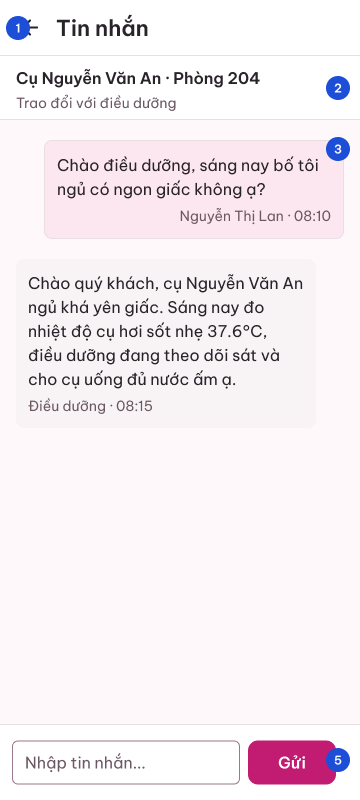 1
Tin nhắn
Cụ Nguyễn Văn An · Phòng 204
2
Trao đổi với điều dưỡng
3
Chào điều dưỡng, sáng nay bố tôi
ngủ có ngon giấc không ạ?
Nguyễn Thị Lan · 08:10
Chào quý khách, cụ Nguyễn Văn An
ngủ khá yên giấc. Sáng nay đo
nhiệt độ cụ hơi sốt nhẹ 37.6°C,
điều dưỡng đang theo dõi sát và
cho cụ uống đủ nước ấm ạ.
Điều dưỡng · 08:15
Nhập tin nhắn...
Gửi
5